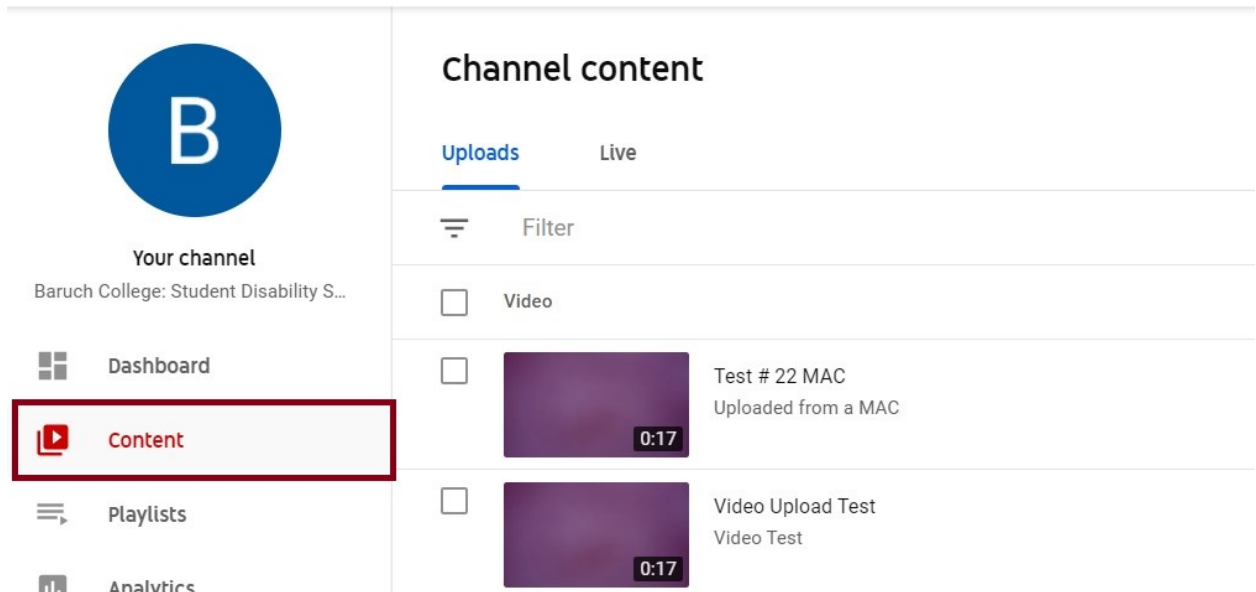 B
Your channel
Baruch College: Student Disability S...
Dashboard
Content
Playlists
Analytics
Channel content
Uploads Live
Filter
Video
Test # 22 MAC
Uploaded from a MAC
0:17
Video Upload Test
Video Test
0:17